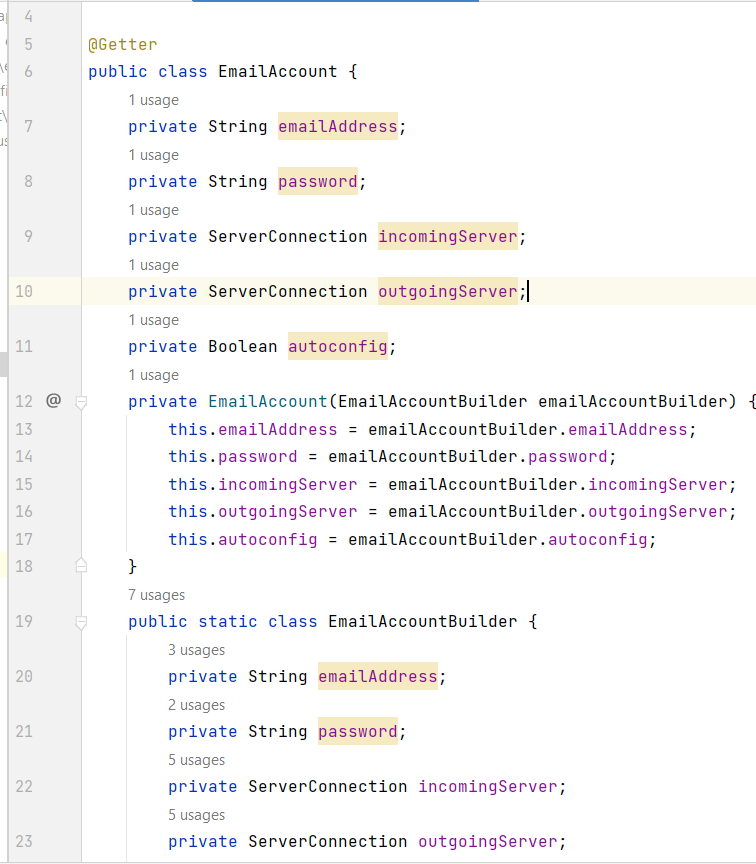 4
5 @Getter
6 public class EmailAccount {
1 usage
7 private String emailAddress;
1 usage
8 private String password;
1 usage
9 private ServerConnection incomingServer;
1 usage
10 private ServerConnection outgoingServer;
1 usage
11 private Boolean autoconfig;
1 usage
12 @ private EmailAccount(EmailAccountBuilder emailAccountBuilder) {
13 this.emailAddress = emailAccountBuilder.emailAddress;
14 this.password = emailAccountBuilder.password;
15 this.incomingServer = emailAccountBuilder.incomingServer;
16 this.outgoingServer = emailAccountBuilder.outgoingServer;
17 this.autoconfig = emailAccountBuilder.autoconfig;
18 }
7 usages
19 public static class EmailAccountBuilder {
3 usages
20 private String emailAddress;
2 usages
21 private String password;
5 usages
22 private ServerConnection incomingServer;
5 usages
23 private ServerConnection outgoingServer;